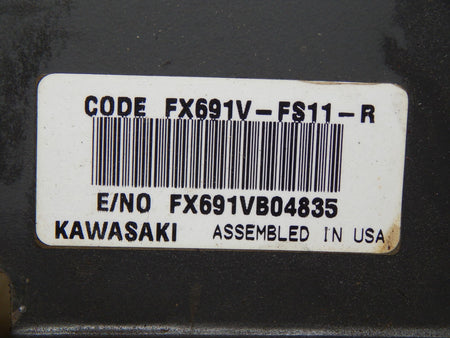 CODE FX691V-FS11-R
E/NO FX691VB04835
KAWASAKI ASSEMBLED IN USA